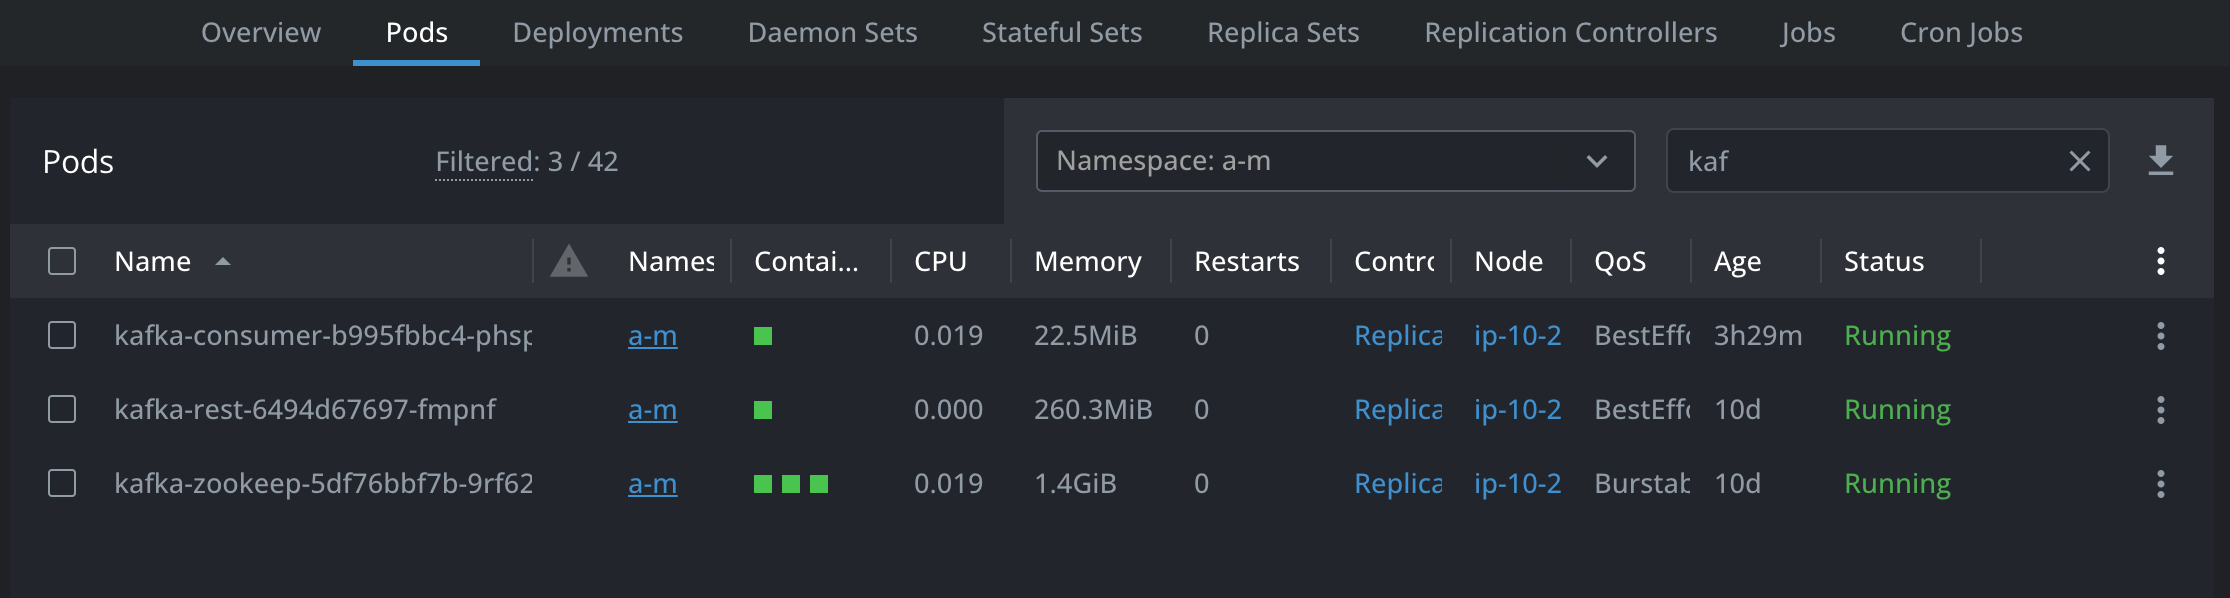 Overview Pods Deployments Daemon Sets Stateful Sets Replica Sets Replication Controllers Jobs Cron Jobs
Pods Filtered: 3 / 42 Namespace: a-m kaf
Name Names Contai... CPU Memory Restarts Contro Node QoS Age Status
kafka-consumer-b995fbbc4-phsp a-m 0.019 22.5MiB 0 Replica ip-10-2 BestEffo 3h29m Running
kafka-rest-6494d67697-fmpnf a-m 0.000 260.3MiB 0 Replica ip-10-2 BestEffo 10d Running
kafka-zookeep-5df76bbf7b-9rf62 a-m 0.019 1.4GiB 0 Replica ip-10-2 Burstab 10d Running